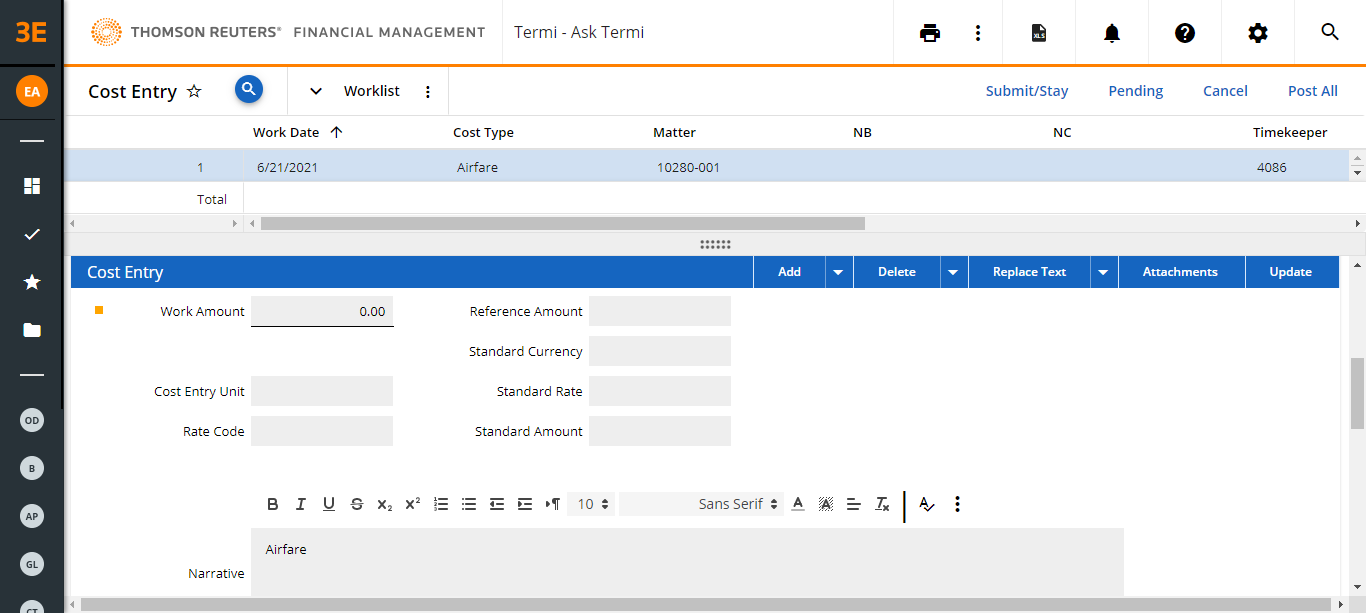 3E THOMSON REUTERS® FINANCIAL MANAGEMENT Termi - Ask Termi XLS
EA Cost Entry Worklist Submit/Stay Pending Cancel Post All
Work Date Cost Type Matter NB NC Timekeeper
1 6/21/2021 Airfare 10280-001 4086
Total
Cost Entry Add Delete Replace Text Attachments Update
Work Amount 0.00 Reference Amount
Standard Currency
Cost Entry Unit Standard Rate
OD Rate Code Standard Amount
B
AP B I U S X₂ X² 10 Sans Serif A A Tx A
GL Airfare
Narrative
CT